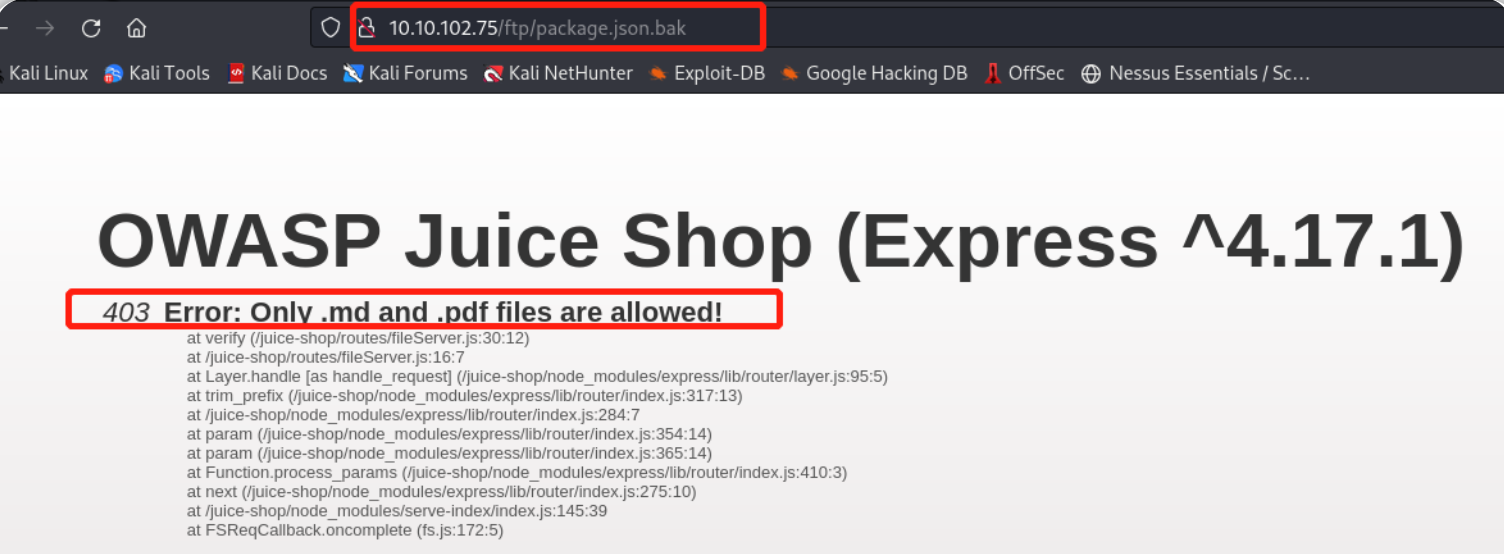 10.10.102.75/ftp/package.json.bak
Kali Linux Kali Tools Kali Docs Kali Forums Kali NetHunter Exploit-DB Google Hacking DB OffSec Nessus Essentials / Sc...
OWASP Juice Shop (Express ^4.17.1)
403 Error: Only .md and .pdf files are allowed!
at verify (/juice-shop/routes/fileServer.js:30:12)
at /juice-shop/routes/fileServer.js:16:7
at Layer.handle [as handle_request] (/juice-shop/node_modules/express/lib/router/layer.js:95:5)
at trim_prefix (/juice-shop/node_modules/express/lib/router/index.js:317:13)
at /juice-shop/node_modules/express/lib/router/index.js:284:7
at param (/juice-shop/node_modules/express/lib/router/index.js:354:14)
at param (/juice-shop/node_modules/express/lib/router/index.js:365:14)
at Function.process_params (/juice-shop/node_modules/express/lib/router/index.js:410:3)
at next (/juice-shop/node_modules/express/lib/router/index.js:275:10)
at /juice-shop/node_modules/serve-index/index.js:145:39
at FSReqCallback.oncomplete (fs.js:172:5)